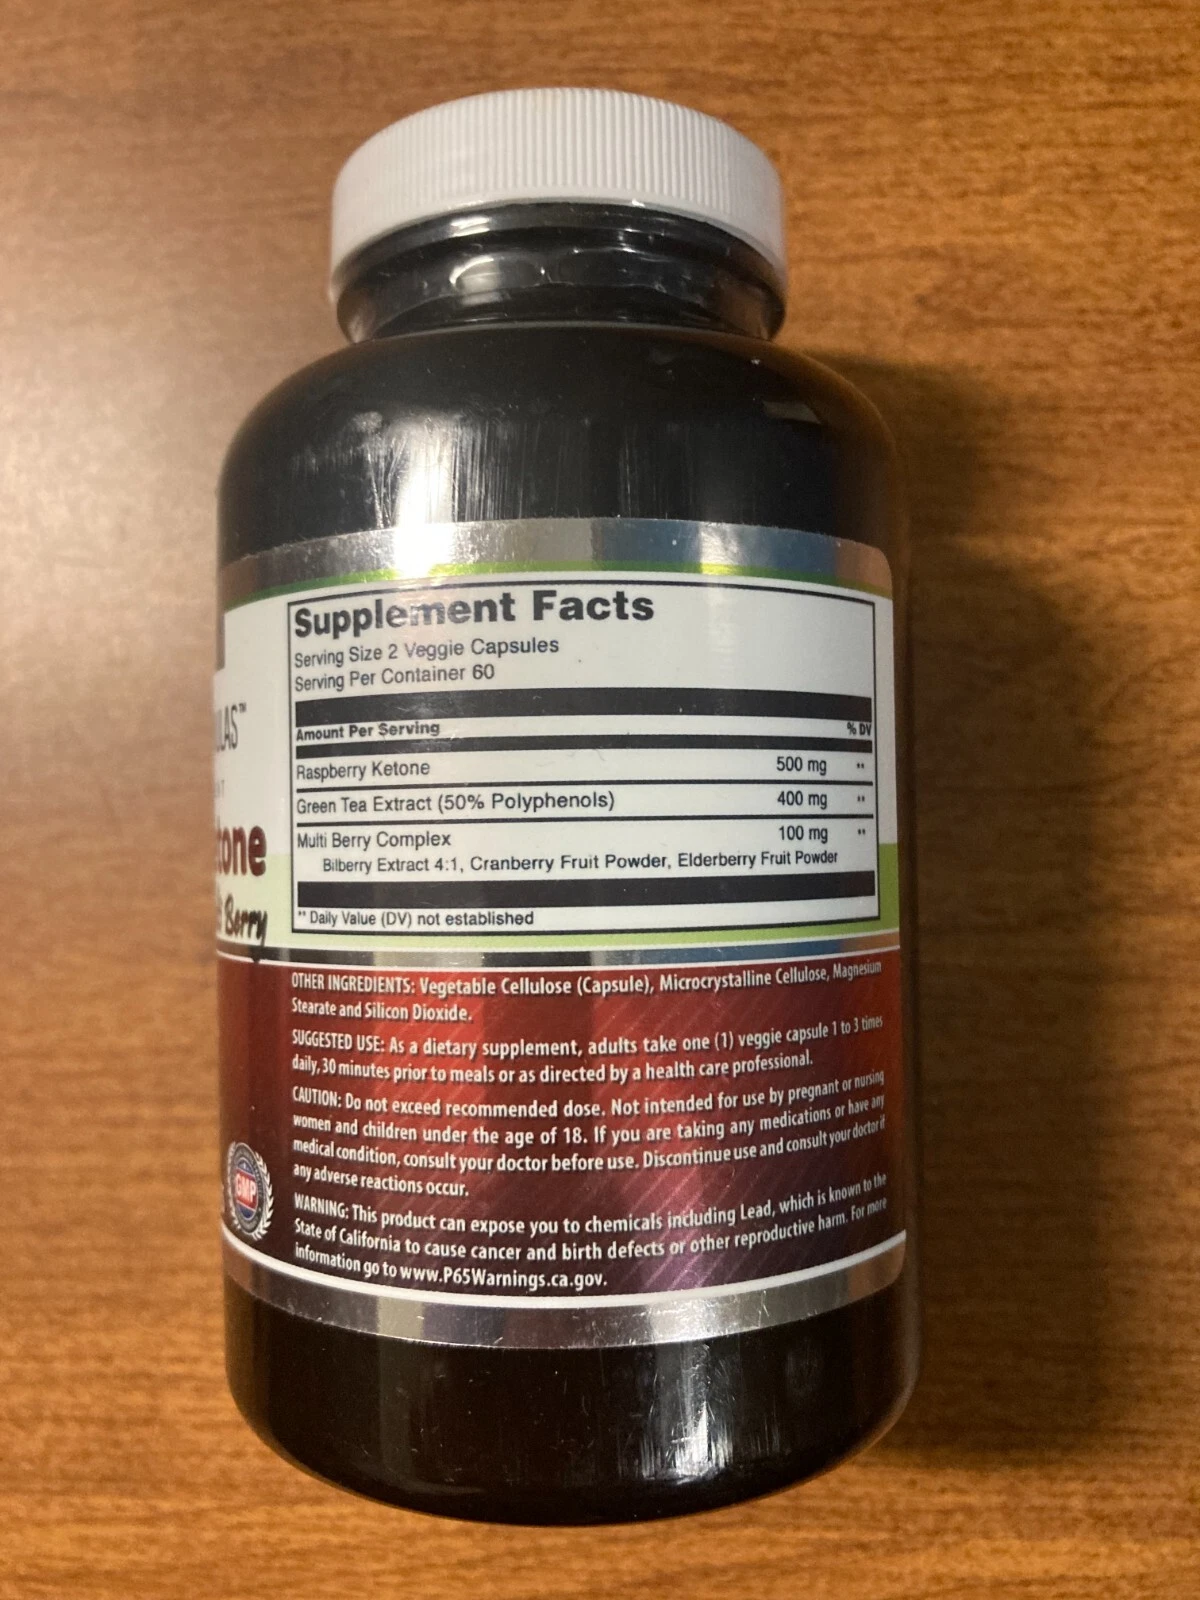 Supplement Facts
Serving Size 2 Veggie Capsules
Serving Per Container 60
Amount Per Serving % DV
Raspberry Ketone 500 mg **
Green Tea Extract (50% Polyphenols) 400 mg **
Multi Berry Complex 100 mg **
Bilberry Extract 4:1, Cranberry Fruit Powder, Elderberry Fruit Powder
** Daily Value (DV) not established
ULAS™
tone
Berry
OTHER INGREDIENTS: Vegetable Cellulose (Capsule), Microcrystalline Cellulose, Magnesium
Stearate and Silicon Dioxide.
SUGGESTED USE: As a dietary supplement, adults take one (1) veggie capsule 1 to 3 times
daily, 30 minutes prior to meals or as directed by a health care professional.
CAUTION: Do not exceed recommended dose. Not intended for use by pregnant or nursing
women and children under the age of 18. If you are taking any medications or have any
medical condition, consult your doctor before use. Discontinue use and consult your doctor if
any adverse reactions occur.
WARNING: This product can expose you to chemicals including Lead, which is known to the
State of California to cause cancer and birth defects or other reproductive harm. For more
information go to www.P65Warnings.ca.gov.
GMP